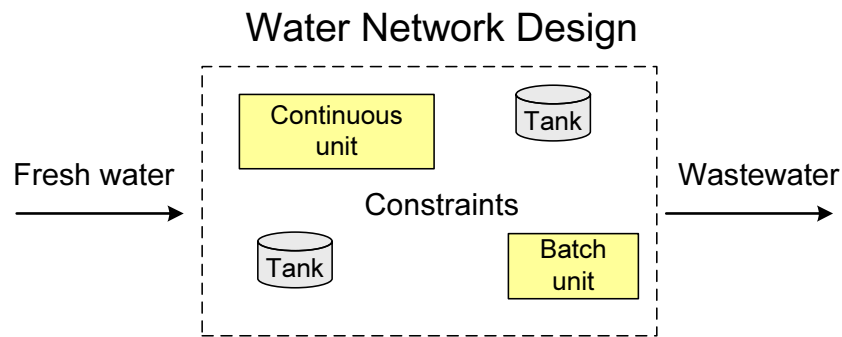 Water Network Design
Continuous
unit
Tank
Fresh water
Constraints
Wastewater
Tank
Batch
unit